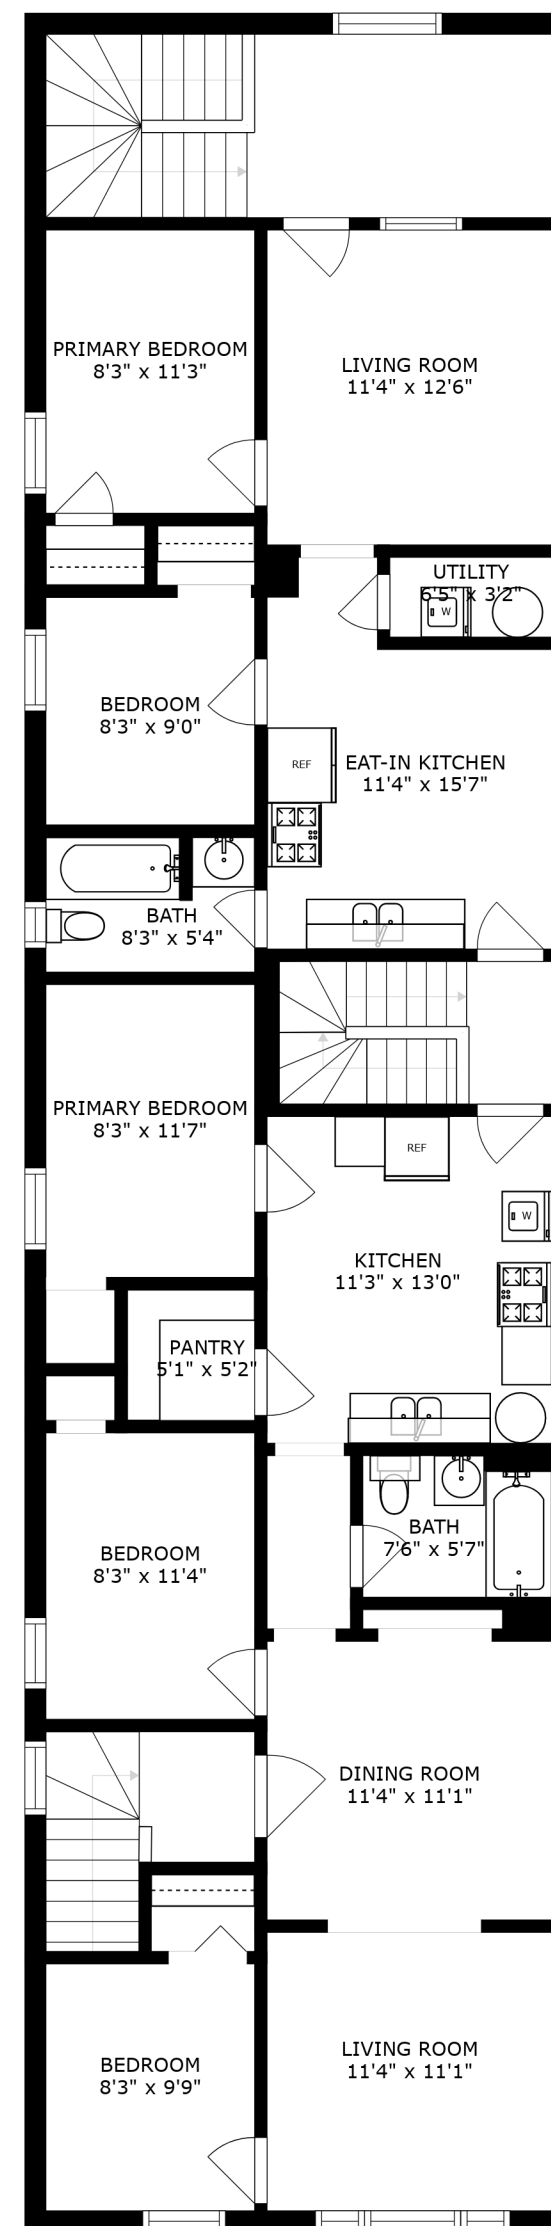 PRIMARY BEDROOM
8'3" x 11'3"
LIVING ROOM
11'4" x 12'6"
UTILITY
6'5" x 3'2"
W
BEDROOM
8'3" x 9'0"
REF
EAT-IN KITCHEN
11'4" x 15'7"
BATH
8'3" x 5'4"
PRIMARY BEDROOM
8'3" x 11'7"
REF
W
KITCHEN
11'3" x 13'0"
PANTRY
5'1" x 5'2"
BATH
7'6" x 5'7"
BEDROOM
8'3" x 11'4"
DINING ROOM
11'4" x 11'1"
LIVING ROOM
11'4" x 11'1"
BEDROOM
8'3" x 9'9"